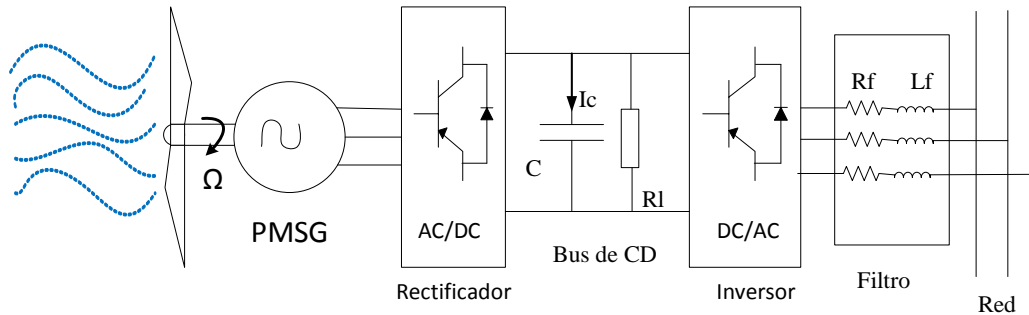 Ω
PMSG
AC/DC
Rectificador
Ic
C
Rl
Bus de CD
DC/AC
Inversor
Rf Lf
Filtro
Red